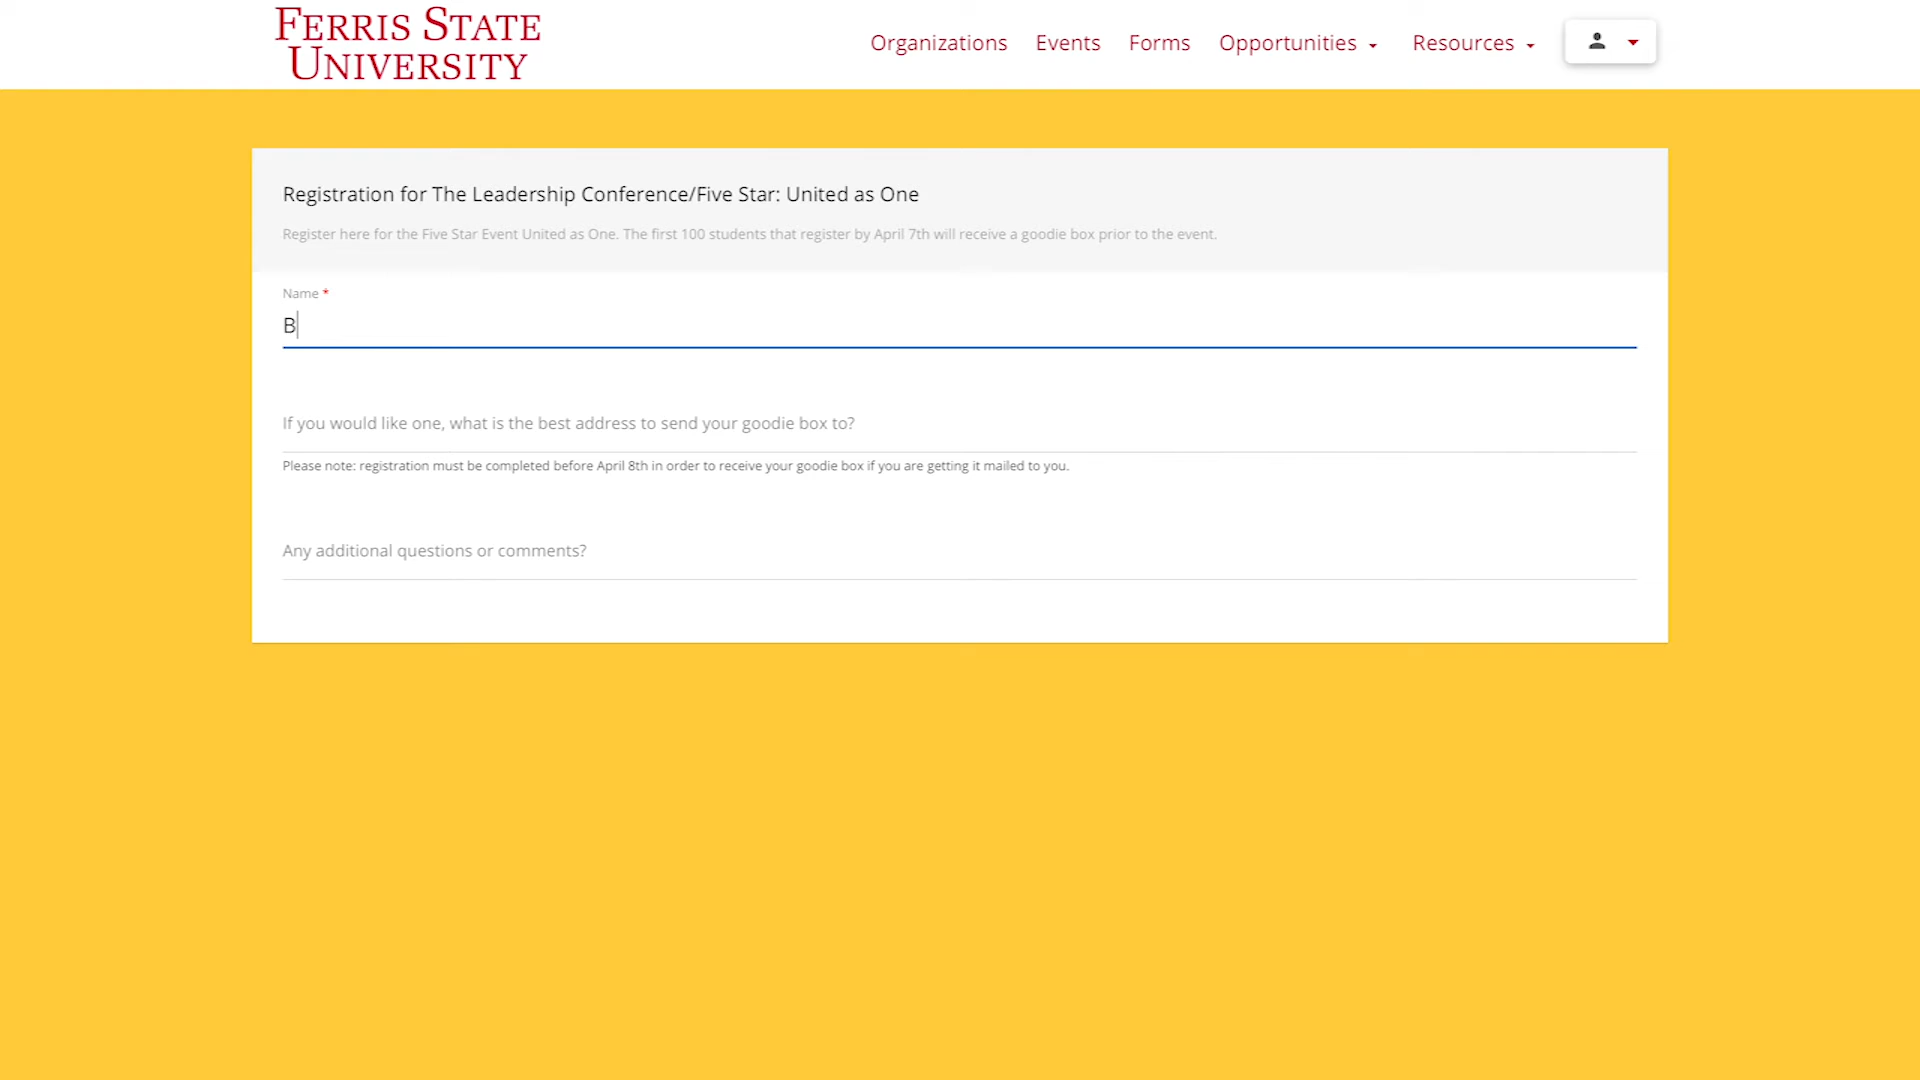 FERRIS STATE
UNIVERSITY
Organizations Events Forms Opportunities Resources
Registration for The Leadership Conference/Five Star: United as One
Register here for the Five Star Event United as One. The first 100 students that register by April 7th will receive a goodie box prior to the event.
Name *
B
If you would like one, what is the best address to send your goodie box to?
Please note: registration must be completed before April 8th in order to receive your goodie box if you are getting it mailed to you.
Any additional questions or comments?